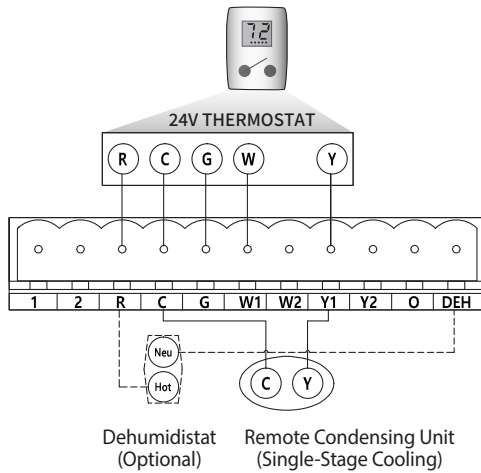 72
24V THERMOSTAT
R C G W Y
1 2 R C G W1 W2 Y1 Y2 O DEH
Neu
Hot
C Y
Dehumidistat
(Optional)
Remote Condensing Unit
(Single-Stage Cooling)